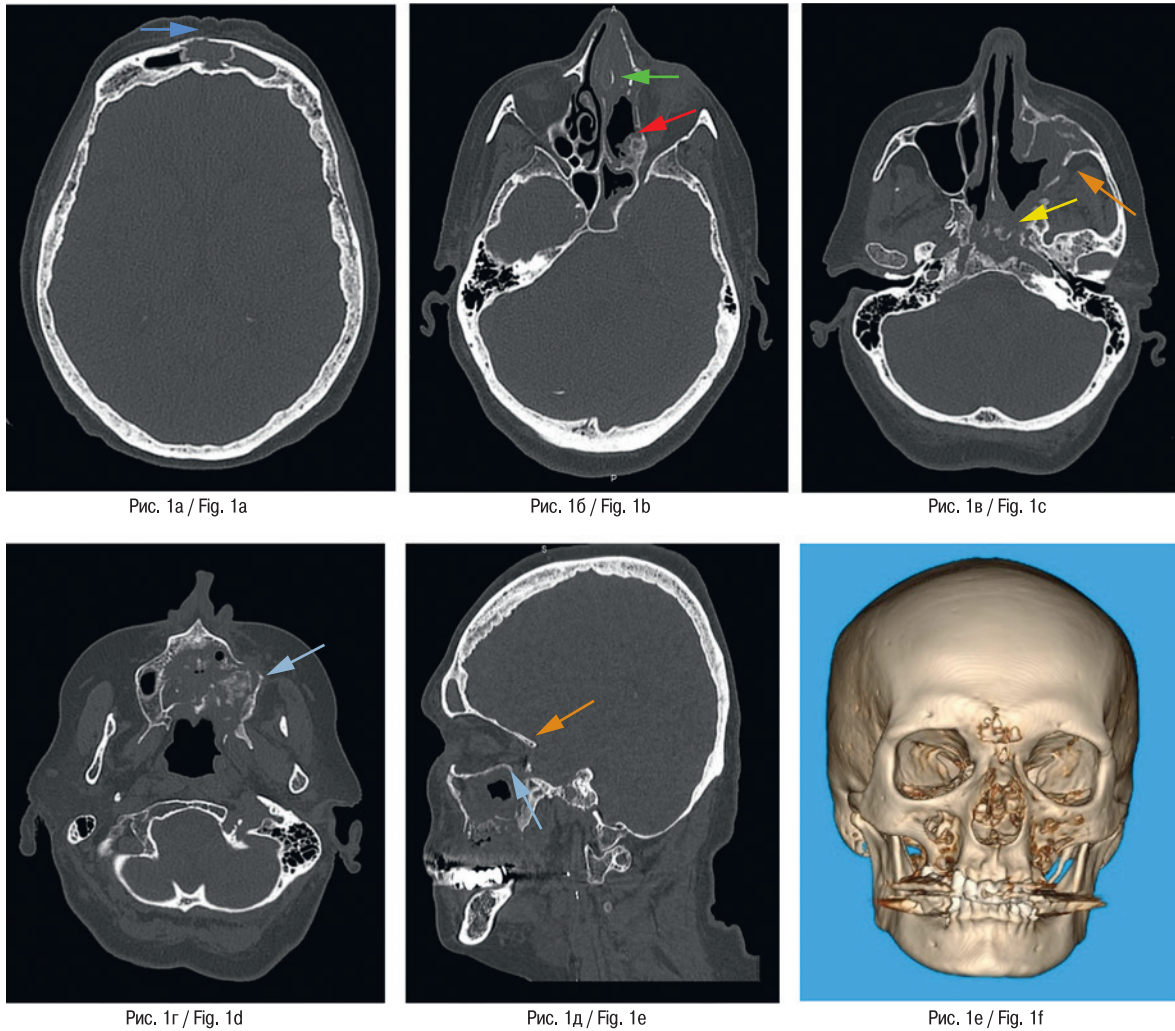 A
P
Рис. 1а / Fig. 1a
Рис. 1б / Fig. 1b
Рис. 1в / Fig. 1c
S
Рис. 1г / Fig. 1d
Рис. 1д / Fig. 1e
Рис. 1е / Fig. 1f